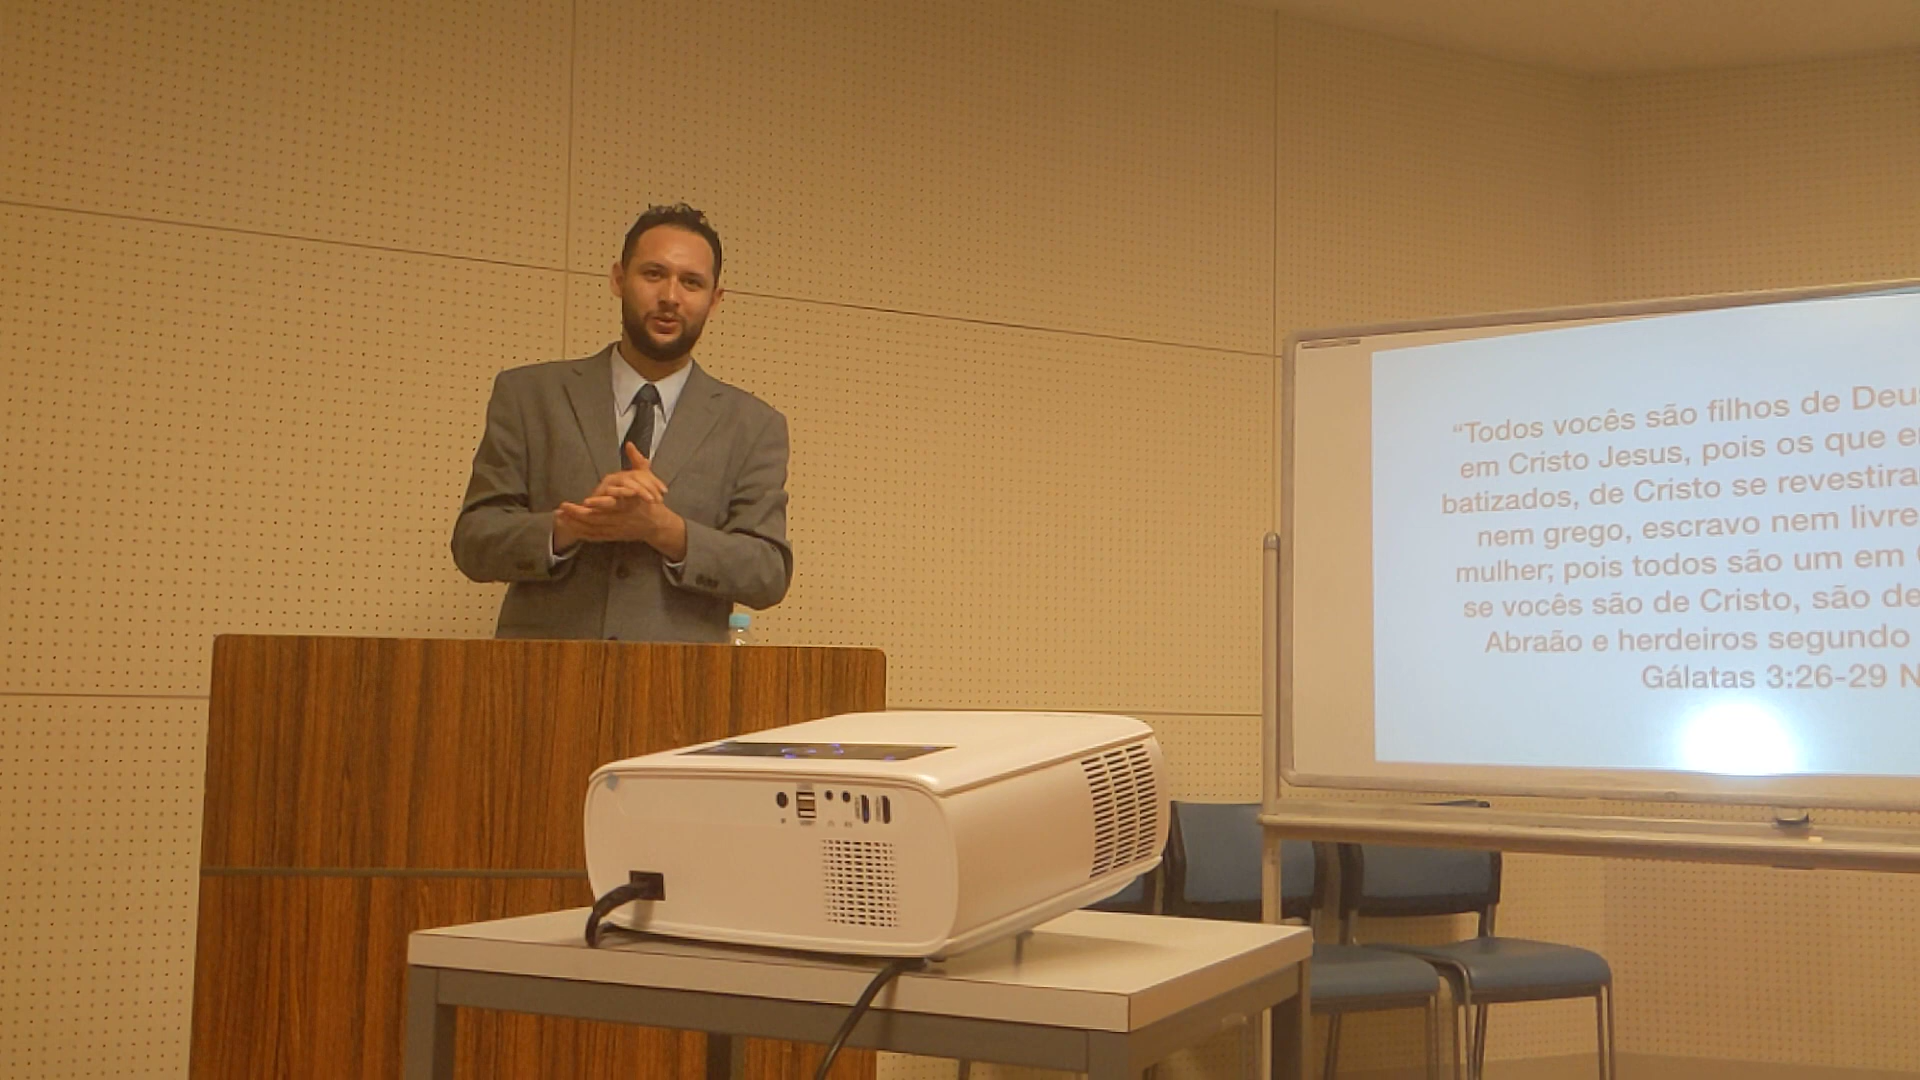 “Todos vocês são filhos de Deu
em Cristo Jesus, pois os que e
batizados, de Cristo se revestira
nem grego, escravo nem livre
mulher; pois todos são um em
se vocês são de Cristo, são de
Abraão e herdeiros segundo
Gálatas 3:26-29 N